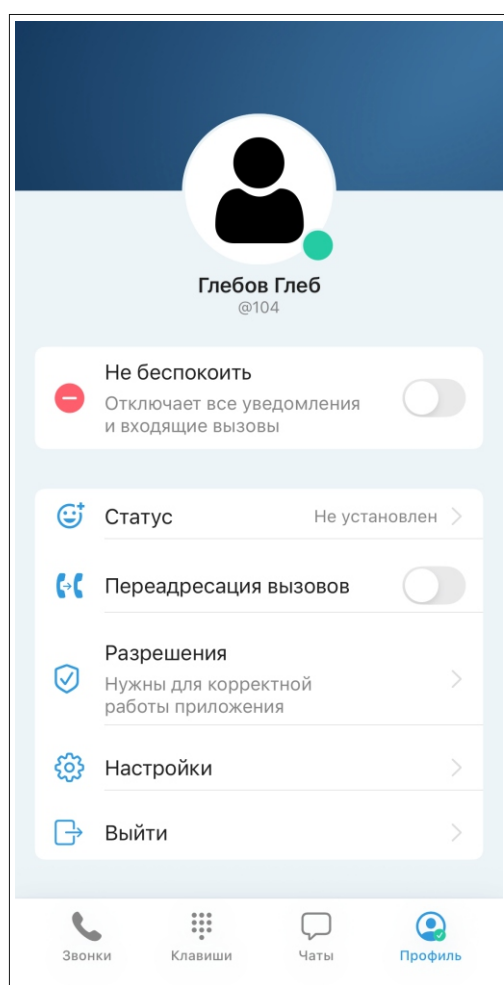 Глебов Глеб
@104
Не беспокоить
Отключает все уведомления
и входящие вызовы
Статус
Не установлен
Переадресация вызовов
Разрешения
Нужны для корректной
работы приложения
Настройки
Выйти
Звонки
Клавиши
Чаты
Профиль